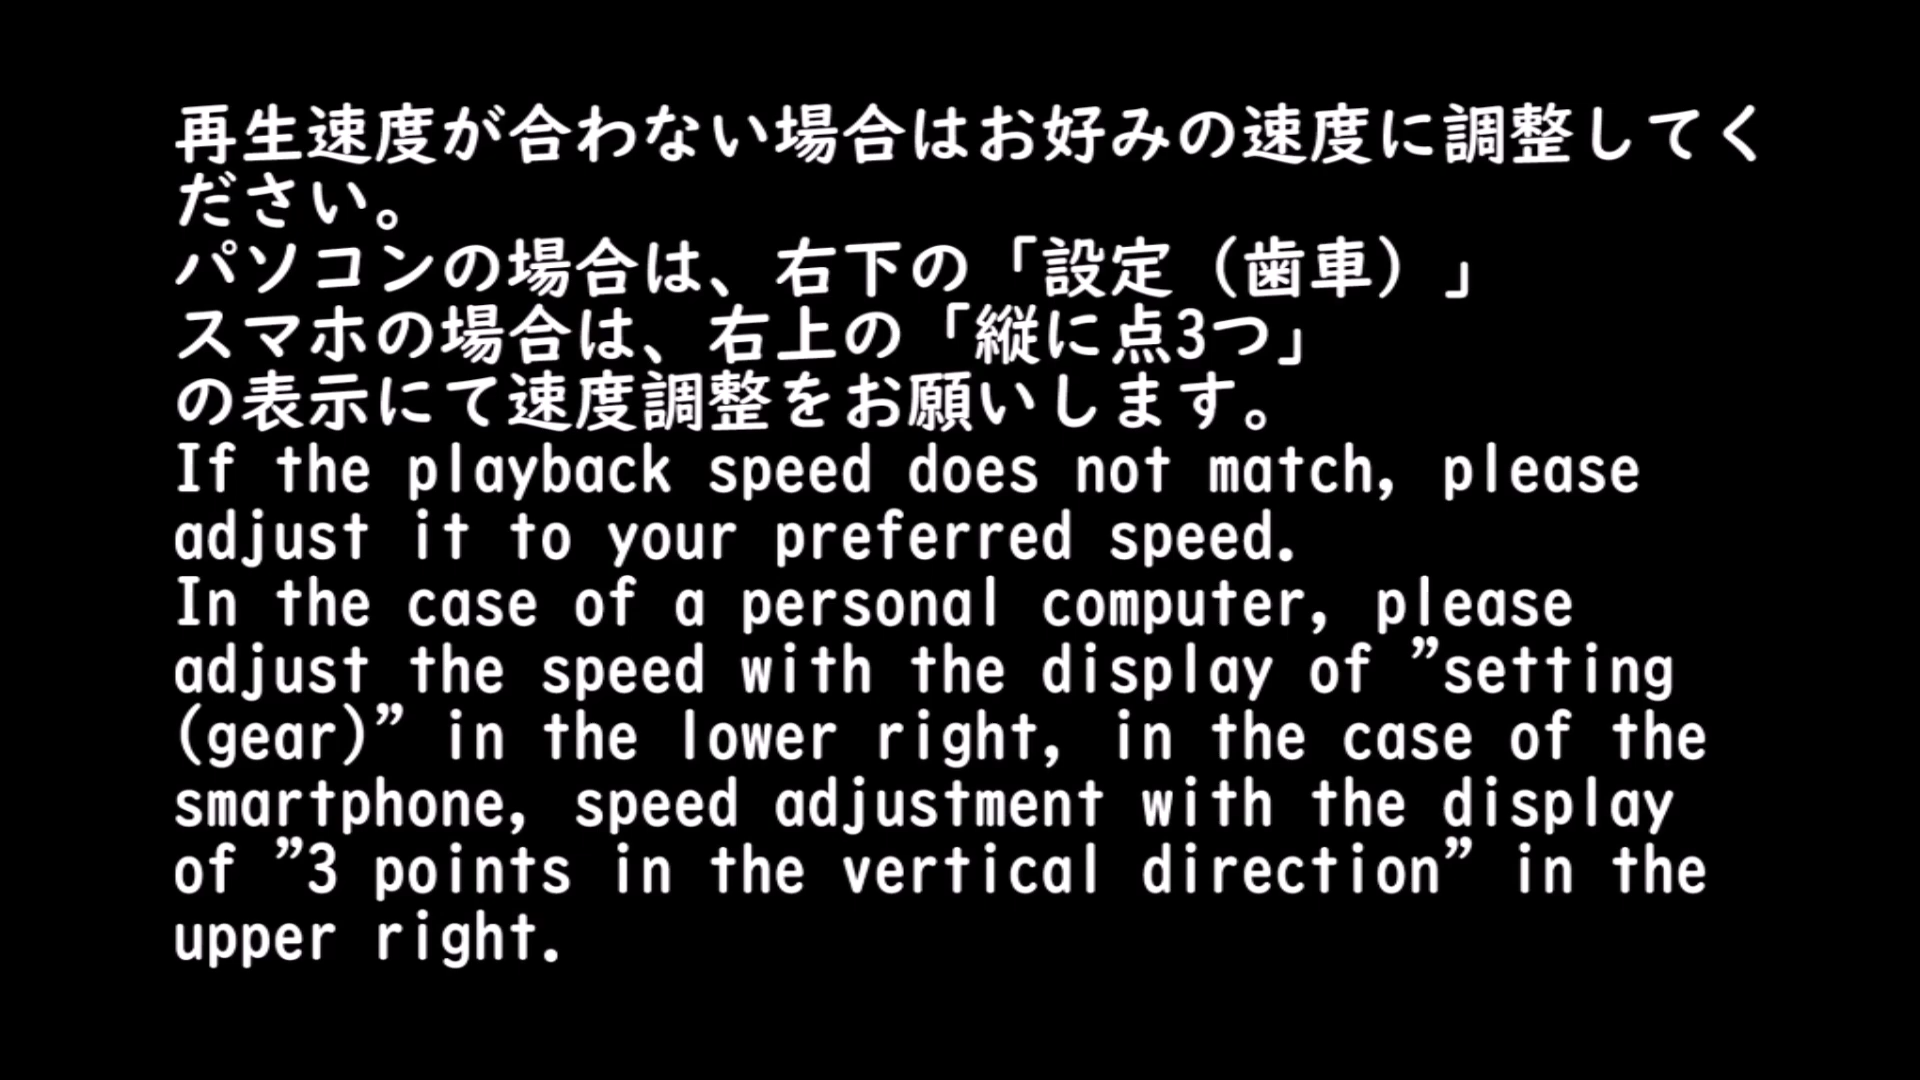 再生速度が合わない場合はお好みの速度に調整してく
ださい。
パソコンの場合は、右下の「設定（歯車）」
スマホの場合は、右上の「縦に点3つ」
の表示にて速度調整をお願いします。
If the playback speed does not match, please
adjust it to your preferred speed.
In the case of a personal computer, please
adjust the speed with the display of ”setting
(gear)” in the lower right, in the case of the
smartphone, speed adjustment with the display
of ”3 points in the vertical direction” in the
upper right.